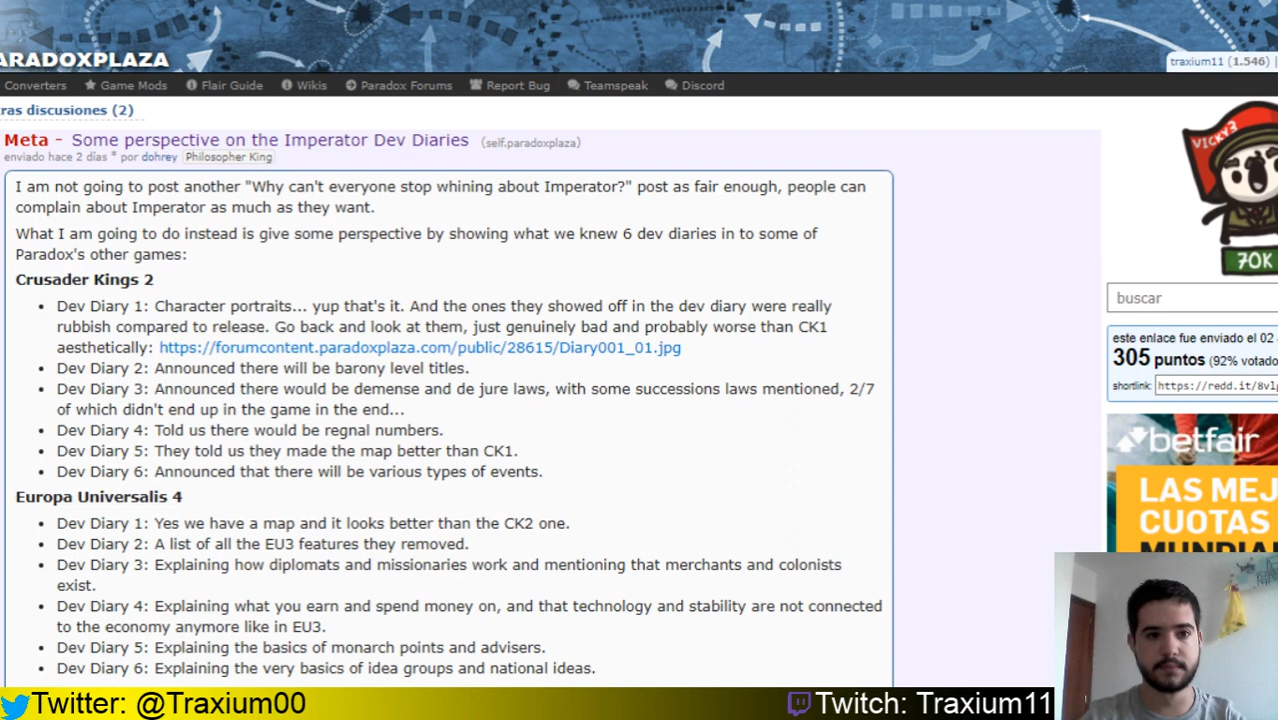 ARADOXPLAZA
traxium11 (1.546) |
Converters Game Mods Flair Guide Wikis Paradox Forums Report Bug Teamspeak Discord
ras discusiones (2)
Meta - Some perspective on the Imperator Dev Diaries (self.paradoxplaza)
enviado hace 2 días * por dohrey Philosopher King
I am not going to post another "Why can't everyone stop whining about Imperator?" post as fair enough, people can
complain about Imperator as much as they want.
What I am going to do instead is give some perspective by showing what we knew 6 dev diaries in to some of
Paradox's other games:
Crusader Kings 2
• Dev Diary 1: Character portraits... yup that's it. And the ones they showed off in the dev diary were really
rubbish compared to release. Go back and look at them, just genuinely bad and probably worse than CK1
aesthetically: https://forumcontent.paradoxplaza.com/public/28615/Diary001_01.jpg
• Dev Diary 2: Announced there will be barony level titles.
• Dev Diary 3: Announced there would be demense and de jure laws, with some successions laws mentioned, 2/7
of which didn't end up in the game in the end...
• Dev Diary 4: Told us there would be regnal numbers.
• Dev Diary 5: They told us they made the map better than CK1.
• Dev Diary 6: Announced that there will be various types of events.
Europa Universalis 4
• Dev Diary 1: Yes we have a map and it looks better than the CK2 one.
• Dev Diary 2: A list of all the EU3 features they removed.
• Dev Diary 3: Explaining how diplomats and missionaries work and mentioning that merchants and colonists
exist.
• Dev Diary 4: Explaining what you earn and spend money on, and that technology and stability are not connected
to the economy anymore like in EU3.
• Dev Diary 5: Explaining the basics of monarch points and advisers.
• Dev Diary 6: Explaining the very basics of idea groups and national ideas.
VICKY3
70K
buscar
este enlace fue enviado el 02
305 puntos (92% votado
shortlink: https://redd.it/8vl
betfair
LAS MEJ
CUOTAS
MUNDIA
Twitter: @Traxium00
Twitch: Traxium11